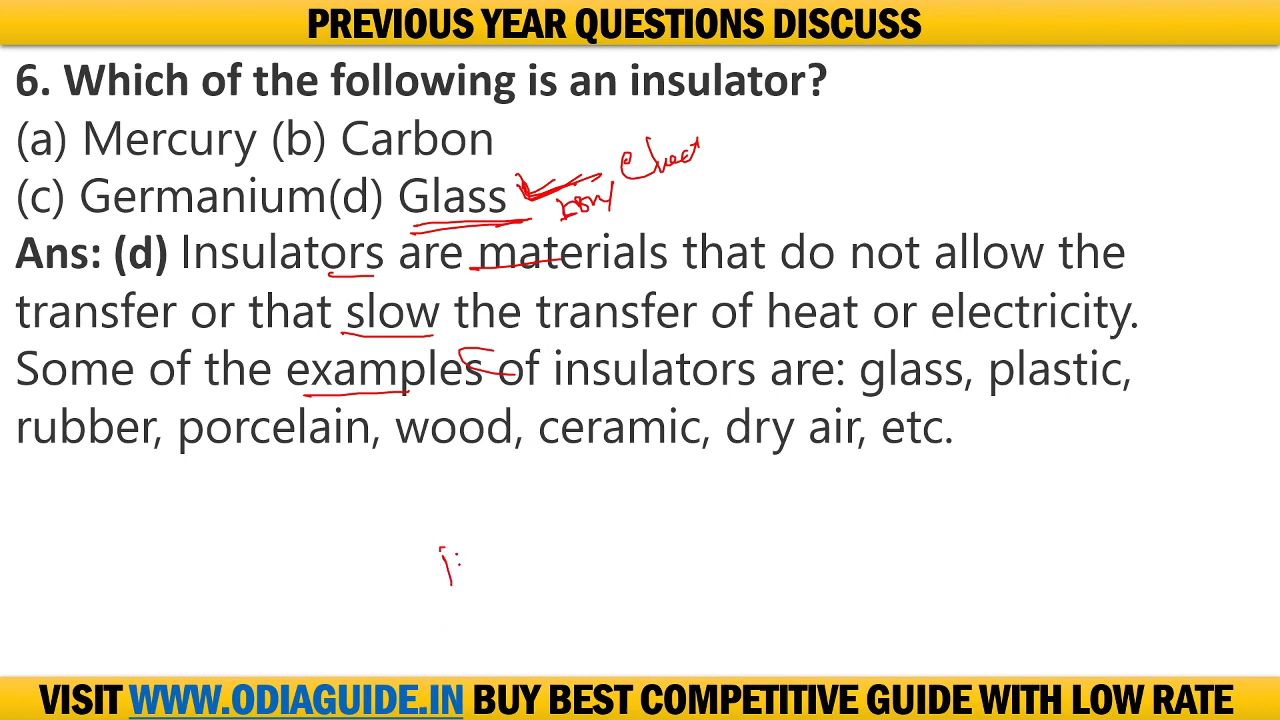 PREVIOUS YEAR QUESTIONS DISCUSS
6. Which of the following is an insulator?
(a) Mercury (b) Carbon
(c) Germanium(d) Glass
Ans: (d) Insulators are materials that do not allow the
transfer or that slow the transfer of heat or electricity.
Some of the examples of insulators are: glass, plastic,
rubber, porcelain, wood, ceramic, dry air, etc.
VISIT WWW.ODIAGUIDE.IN BUY BEST COMPETITIVE GUIDE WITH LOW RATE